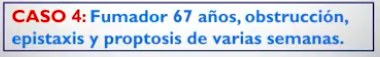 CASO 4: Fumador 67 años, obstrucción,
epistaxis y proptosis de varias semanas.